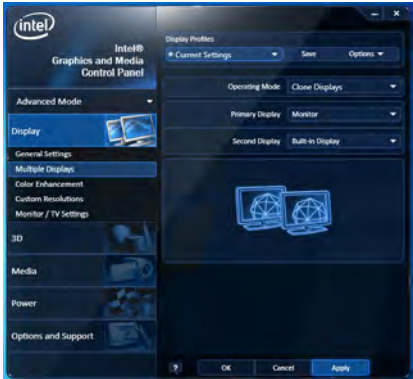 intel
Intel®
Graphics and Media
Control Panel
Advanced Mode
Display
General Settings
Multiple Displays
Color Enhancement
Custom Resolutions
Monitor / TV Settings
3D
Media
Power
Options and Support
Display Profiles
* Current Settings
Save
Options
Operating Mode Clone Displays
Primary Display Monitor
Second Display Built-in Display
? OK Cancel Apply